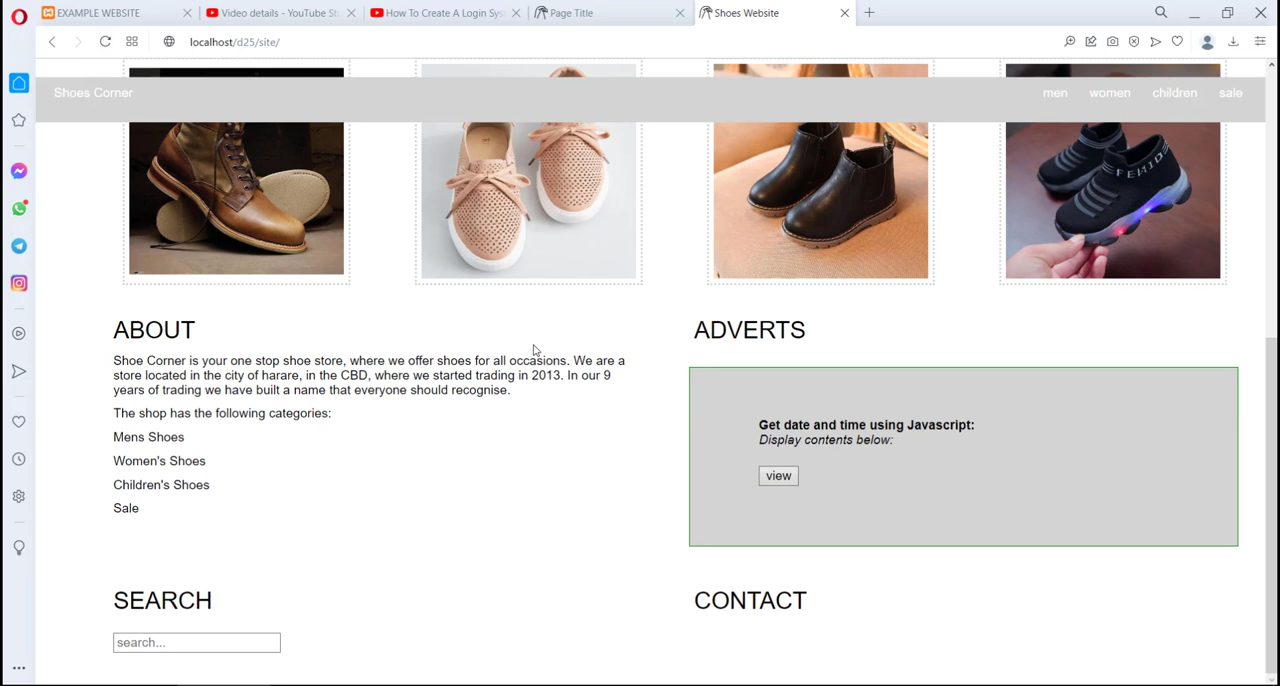 EXAMPLE WEBSITE
Video details - YouTube St
How To Create A Login Sys
Page Title
Shoes Website
localhost/d25/site/
Shoes Corner
men women children sale
FEMIDE
ABOUT
Shoe Corner is your one stop shoe store, where we offer shoes for all occasions. We are a
store located in the city of harare, in the CBD, where we started trading in 2013. In our 9
years of trading we have built a name that everyone should recognise.
The shop has the following categories:
Mens Shoes
Women's Shoes
Children's Shoes
Sale
ADVERTS
Get date and time using Javascript:
Display contents below:
view
SEARCH
search...
CONTACT